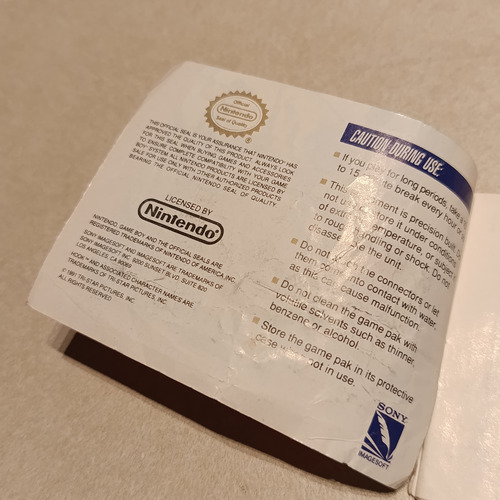 Official
Nintendo
Seal of Quality
THIS OFFICIAL SEAL IS YOUR ASSURANCE THAT NINTENDO HAS
APPROVED THE QUALITY OF THIS PRODUCT. ALWAYS LOOK
FOR THIS SEAL WHEN BUYING GAMES AND ACCESSORIES
TO ENSURE COMPLETE COMPATIBILITY WITH YOUR GAME
BOY SYSTEM. ALL NINTENDO PRODUCTS ARE LICENSED BY
SALE FOR USE ONLY WITH OTHER AUTHORIZED PRODUCTS
BEARING THE OFFICIAL NINTENDO SEAL OF QUALITY.
LICENSED BY
Nintendo
NINTENDO, GAME BOY AND THE OFFICIAL SEALS ARE
REGISTERED TRADEMARKS OF NINTENDO OF AMERICA INC.
SONY IMAGESOFT AND IMAGESOFT ARE TRADEMARKS OF
SONY IMAGESOFT INC. 9200 SUNSET BLVD. SUITE 820
LOS ANGELES, CA 90069
HOOK™ AND ASSOCIATED CHARACTER NAMES ARE
TRADEMARKS OF TRI-STAR PICTURES, INC.
© 1991 TRI-STAR PICTURES, INC.
ALL RIGHTS RESERVED
CAUTION DURING USE:
If you play for long periods, take a
to 15 minute break every hour or
This equipment is precision built
not use or store it under conditions
of extreme temperature, or subject
to rough handling or shock. Do not
disassemble the unit.
Do not touch the connectors or let
them come into contact with water,
as this can cause malfunction.
Do not clean the game pak with
volatile solvents such as thinner,
benzene or alcohol.
Store the game pak in its protective
case when not in use.
SONY
IMAGESOFT